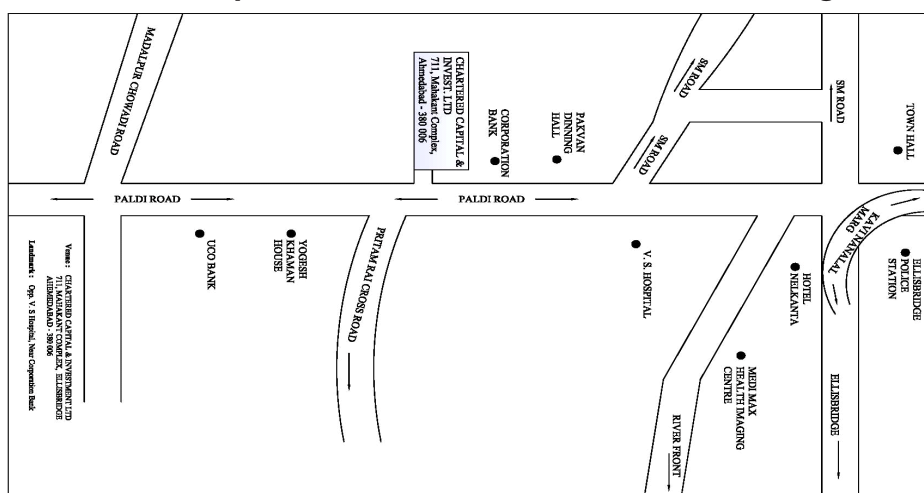 MADALPUR CHOWADI ROAD
CHARTERED CAPITAL &
INVEST. LTD
711, Mahakant Complex,
Ahmedabad - 380 006
CORPORATION
BANK
PAKVAN
DINNING
HALL
SM ROAD
SM ROAD
SM ROAD
TOWN HALL
PALDI ROAD
PALDI ROAD
KAVI NANALAL
MARG
UCO BANK
YOGESH
KHAMAN
HOUSE
PRITAM RAI CROSS ROAD
V. S. HOSPITAL
HOTEL
NELKANTA
ELLISBRIDGE
POLICE
STATION
MEDI MAX
HEALTH IMAGING
CENTRE
RIVER FRONT
ELLISBRIDGE
Venue : CHARTERED CAPITAL & INVESTMENT LTD
711, MAHAKANT COMPLEX, ELLISBRIDGE
AHMEDABAD - 380 006
Landmark : Opp. V. S Hospital, Near Corporation Bank